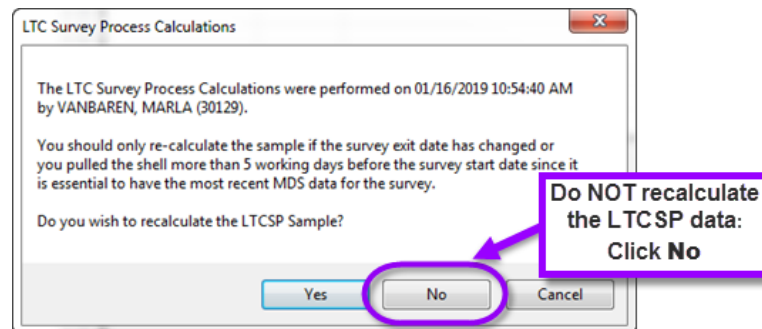 LTC Survey Process Calculations
The LTC Survey Process Calculations were performed on 01/16/2019 10:54:40 AM
by VANBAREN, MARLA (30129).
You should only re-calculate the sample if the survey exit date has changed or
you pulled the shell more than 5 working days before the survey start date since it
is essential to have the most recent MDS data for the survey.
Do you wish to recalculate the LTCSP Sample?
Do NOT recalculate
the LTCSP data:
Click No
Yes No Cancel